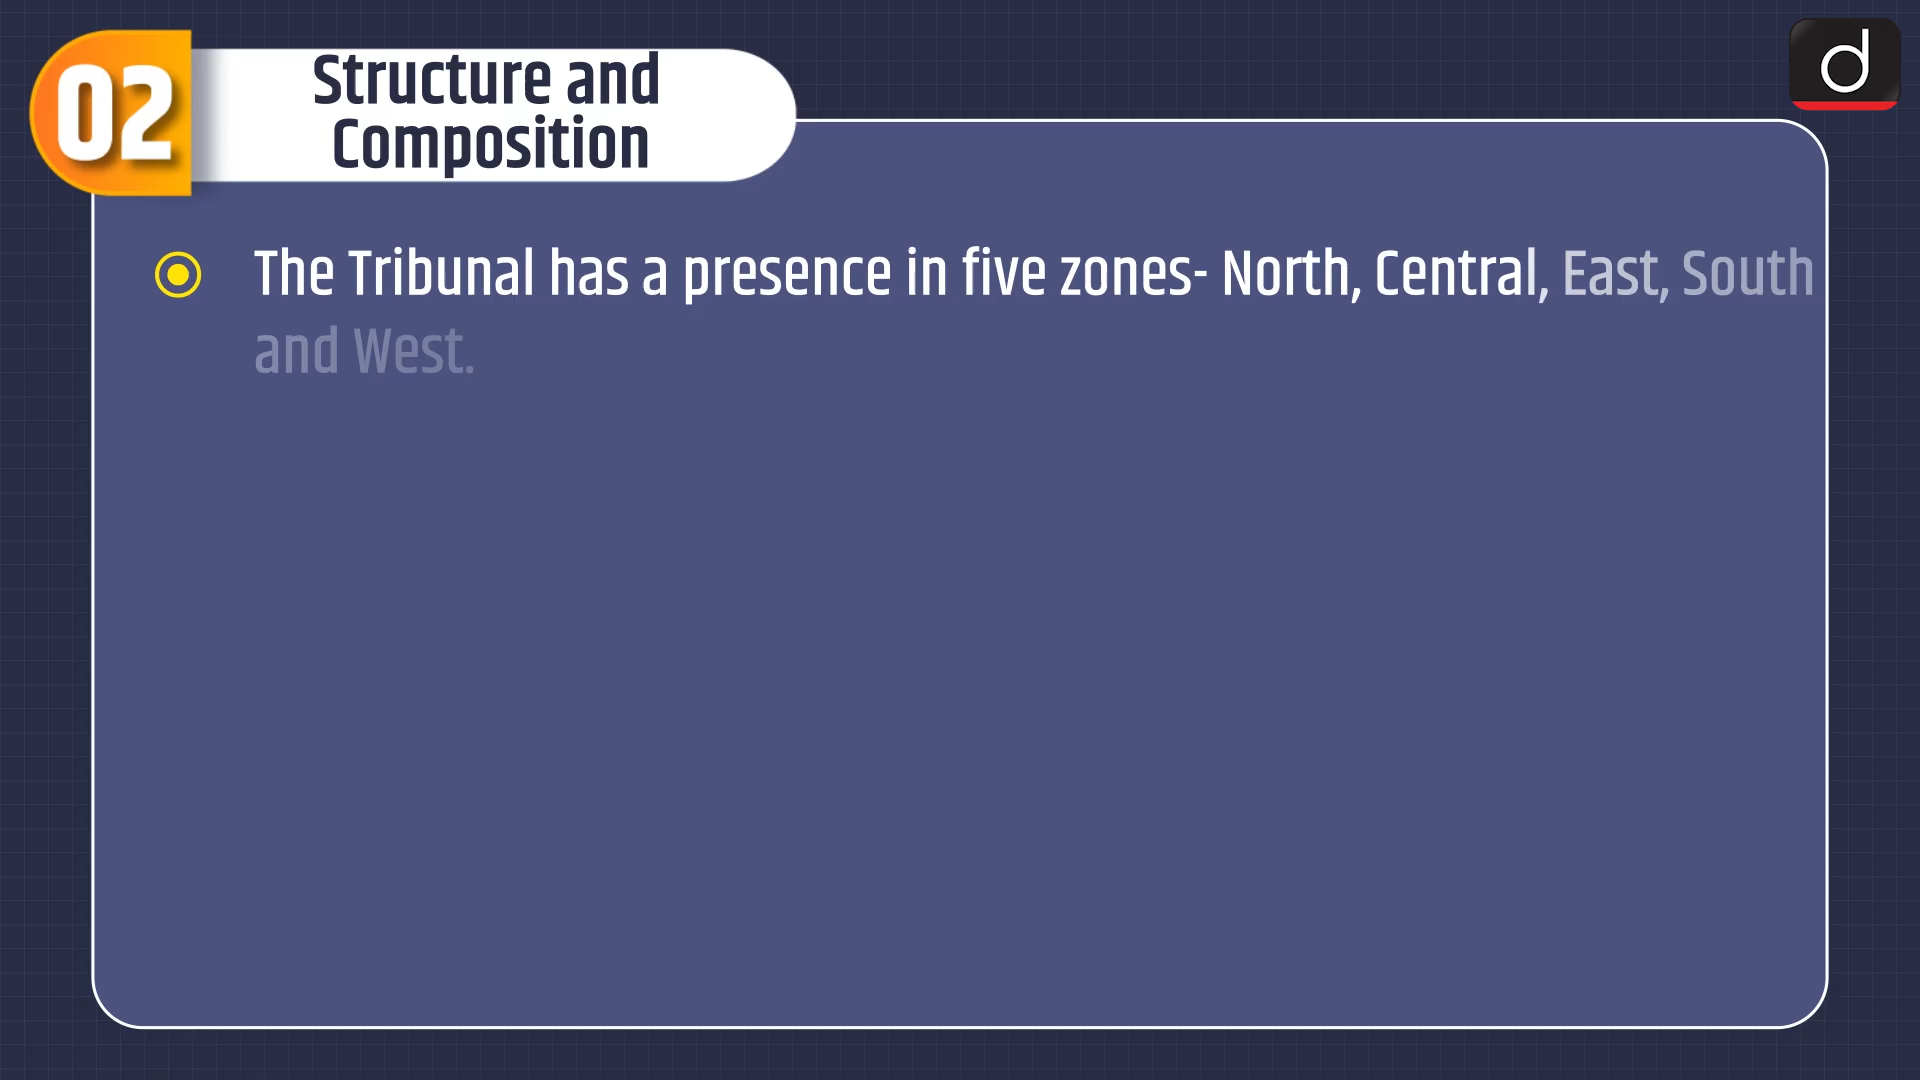 02
Structure and
Composition
The Tribunal has a presence in five zones- North, Central, East, South
and West.
d